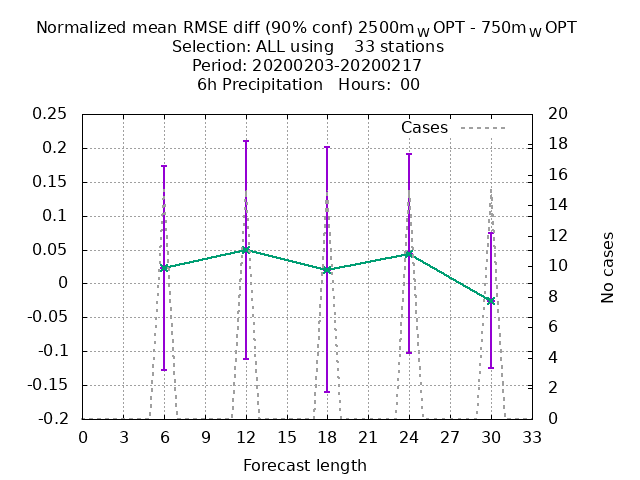 Normalized mean RMSE diff (90% conf) 2500m_W OPT - 750m_W OPT
Selection: ALL using 33 stations
Period: 20200203-20200217
6h Precipitation Hours: 00
Cases
0.25
0.2
0.15
0.1
0.05
0
-0.05
-0.1
-0.15
-0.2
20
18
16
14
12
10
8
6
4
2
0
No cases
0 3 6 9 12 15 18 21 24 27 30 33
Forecast length